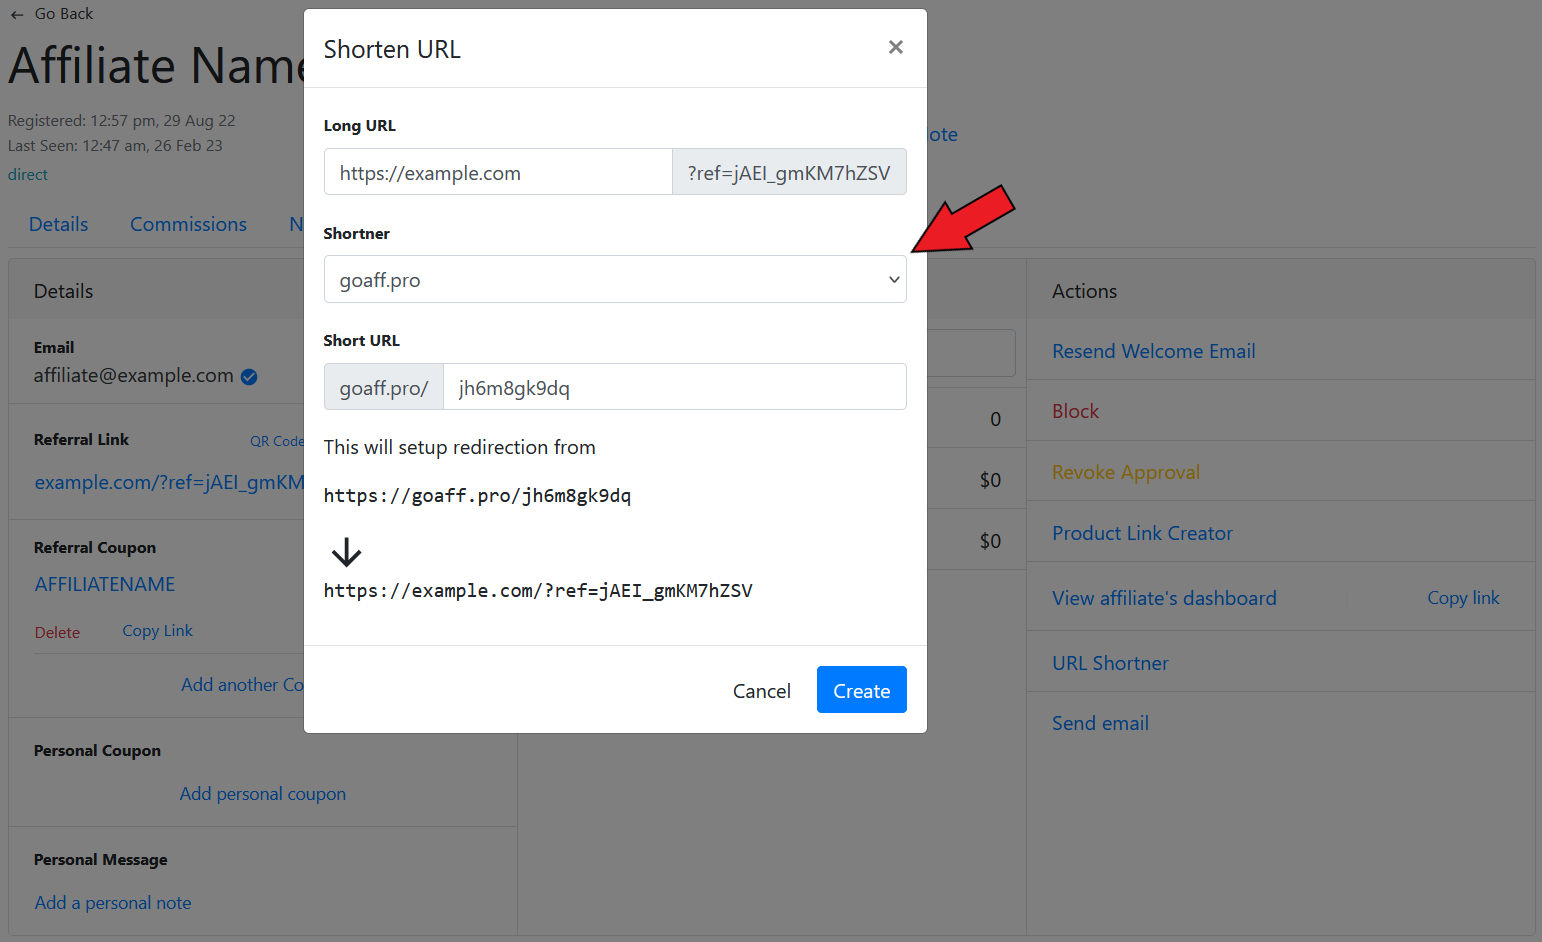 ← Go Back
Affiliate Name
Registered: 12:57 pm, 29 Aug 22
Last Seen: 12:47 am, 26 Feb 23
direct
Details Commissions N
Details
Email
affiliate@example.com
Referral Link QR Code
example.com/?ref=jAEI_gmKM
Referral Coupon
AFFILIATENAME
Delete Copy Link
Add another Co
Personal Coupon
Add personal coupon
Personal Message
Add a personal note
Shorten URL ×
Long URL
https://example.com ?ref=jAEI_gmKM7hZSV
Shortner
goaff.pro
Short URL
goaff.pro/ jh6m8gk9dq
This will setup redirection from
https://goaff.pro/jh6m8gk9dq
↓
https://example.com/?ref=jAEI_gmKM7hZSV
Cancel Create
ote
0
$0
$0
Actions
Resend Welcome Email
Block
Revoke Approval
Product Link Creator
View affiliate's dashboard Copy link
URL Shortner
Send email